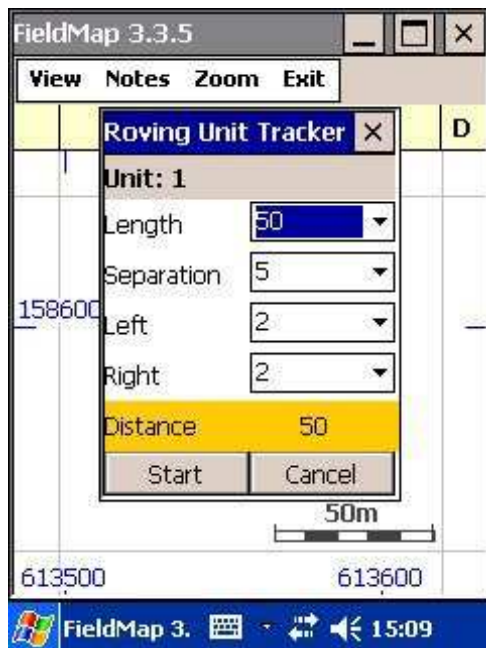 FieldMap 3.3.5
View Notes Zoom Exit
D
Roving Unit Tracker
Unit: 1
Length 50
Separation 5
158600
Left 2
Right 2
Distance 50
Start Cancel
50m
613500 613600
FieldMap 3. 15:09